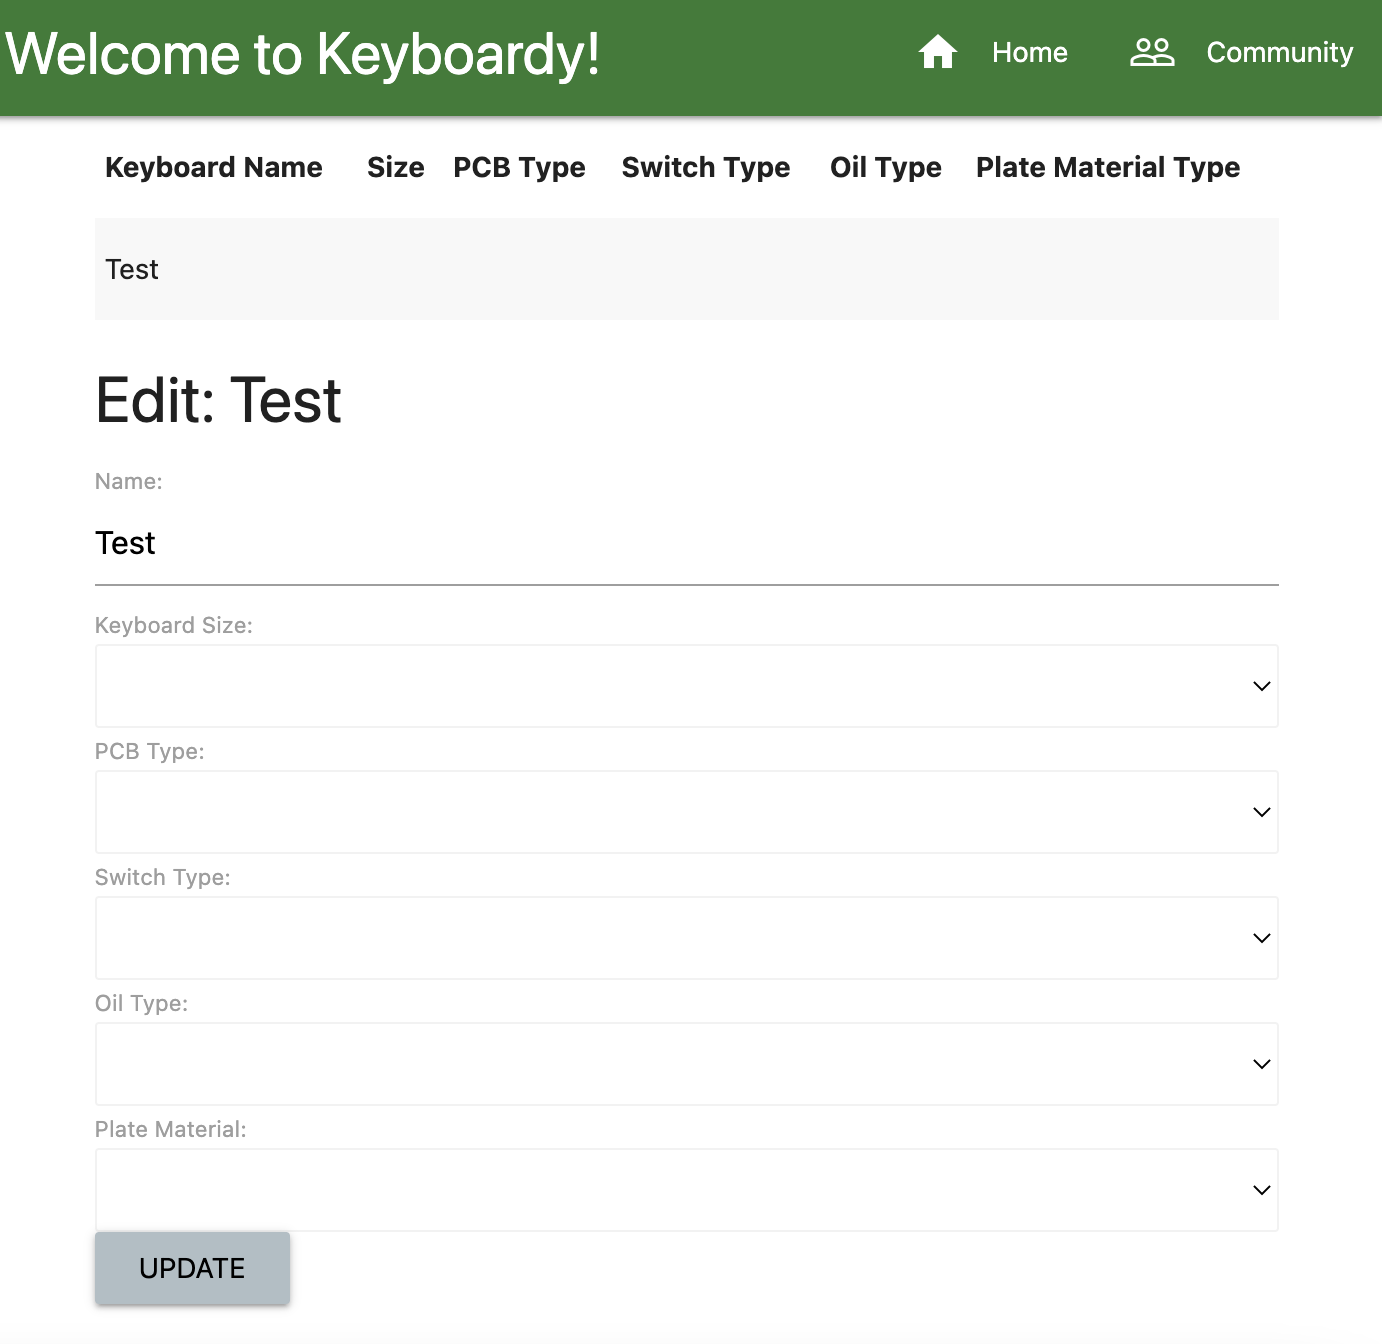 Welcome to Keyboardy! Home Community
Keyboard Name Size PCB Type Switch Type Oil Type Plate Material Type
Test
Edit: Test
Name:
Test
Keyboard Size:
PCB Type:
Switch Type:
Oil Type:
Plate Material:
UPDATE